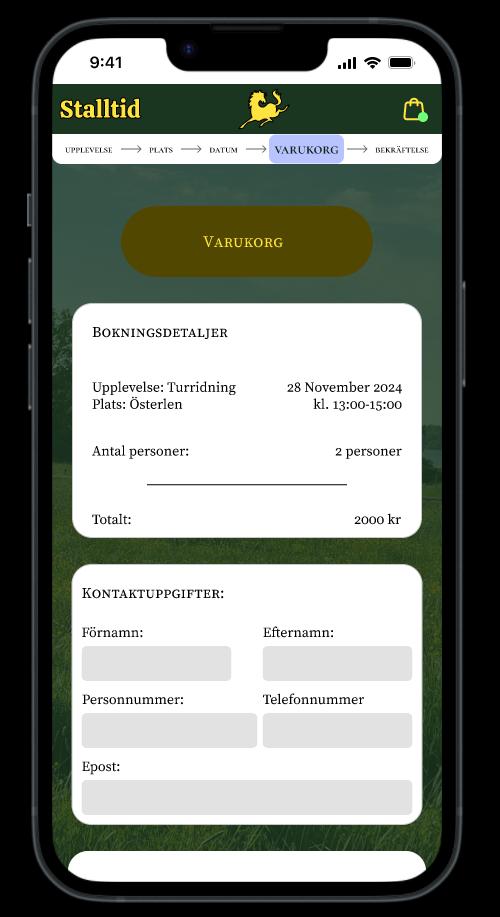 9:41
Stalltid
UPPLEVELSE → PLATS → DATUM → VARUKORG → BEKRÄFTELSE
VARUKORG
BOKNINGSDETALJER
Upplevelse: Turridning 28 November 2024
Plats: Österlen kl. 13:00-15:00
Antal personer: 2 personer
Totalt: 2000 kr
KONTAKTUPPGIFTER:
Förnamn: Efternamn:
Personnummer: Telefonnummer
Epost: